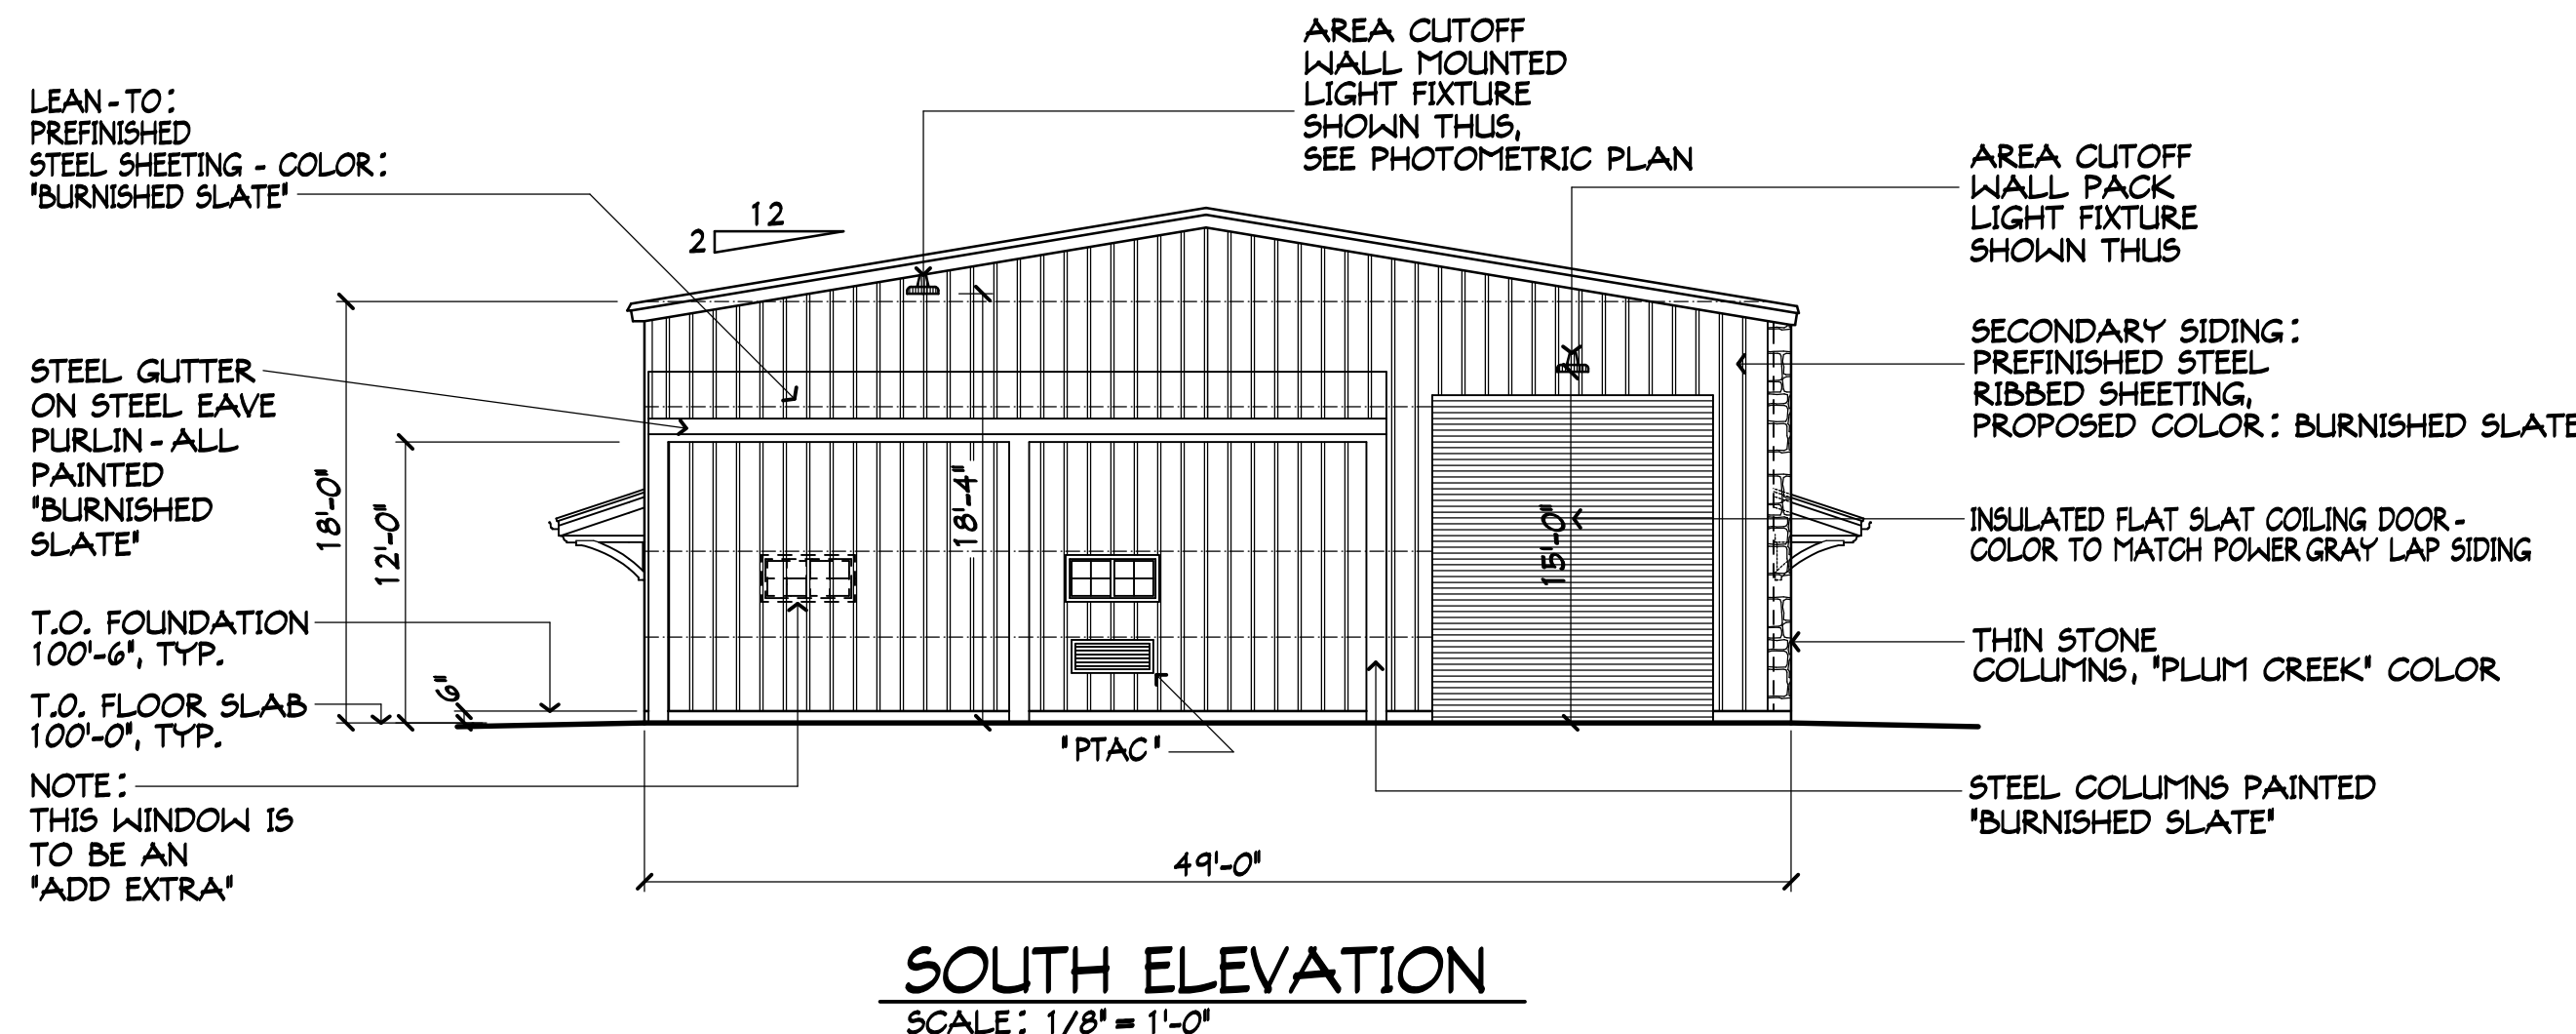 AREA CUTOFF
WALL MOUNTED
LIGHT FIXTURE
SHOWN THUS,
SEE PHOTOMETRIC PLAN
LEAN-TO:
PREFINISHED
STEEL SHEETING - COLOR:
"BURNISHED SLATE"
12
2
AREA CUTOFF
WALL PACK
LIGHT FIXTURE
SHOWN THUS
SECONDARY SIDING:
PREFINISHED STEEL
RIBBED SHEETING,
PROPOSED COLOR: BURNISHED SLATE
STEEL GUTTER
ON STEEL EAVE
PURLIN-ALL
PAINTED
"BURNISHED
SLATE"
18'-0"
12'-0"
18'-4"
15'-0"
INSULATED FLAT SLAT COILING DOOR-
COLOR TO MATCH POWER GRAY LAP SIDING
T.O. FOUNDATION
100'-6", TYP.
6"
T.O. FLOOR SLAB
100'-0", TYP.
THIN STONE
COLUMNS, "PLUM CREEK" COLOR
"PTAC"
NOTE:
THIS WINDOW IS
TO BE AN
"ADD EXTRA"
STEEL COLUMNS PAINTED
"BURNISHED SLATE"
49'-0"
SOUTH ELEVATION
SCALE: 1/8" = 1'-0"